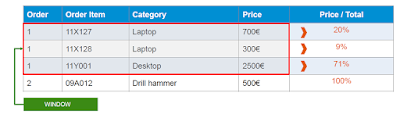 Order Order Item Category Price Price / Total
1 11X127 Laptop 700€ 20%
1 11X128 Laptop 300€ 9%
1 11Y001 Desktop 2500€ 71%
2 09A012 Drill hammer 500€ 100%
WINDOW